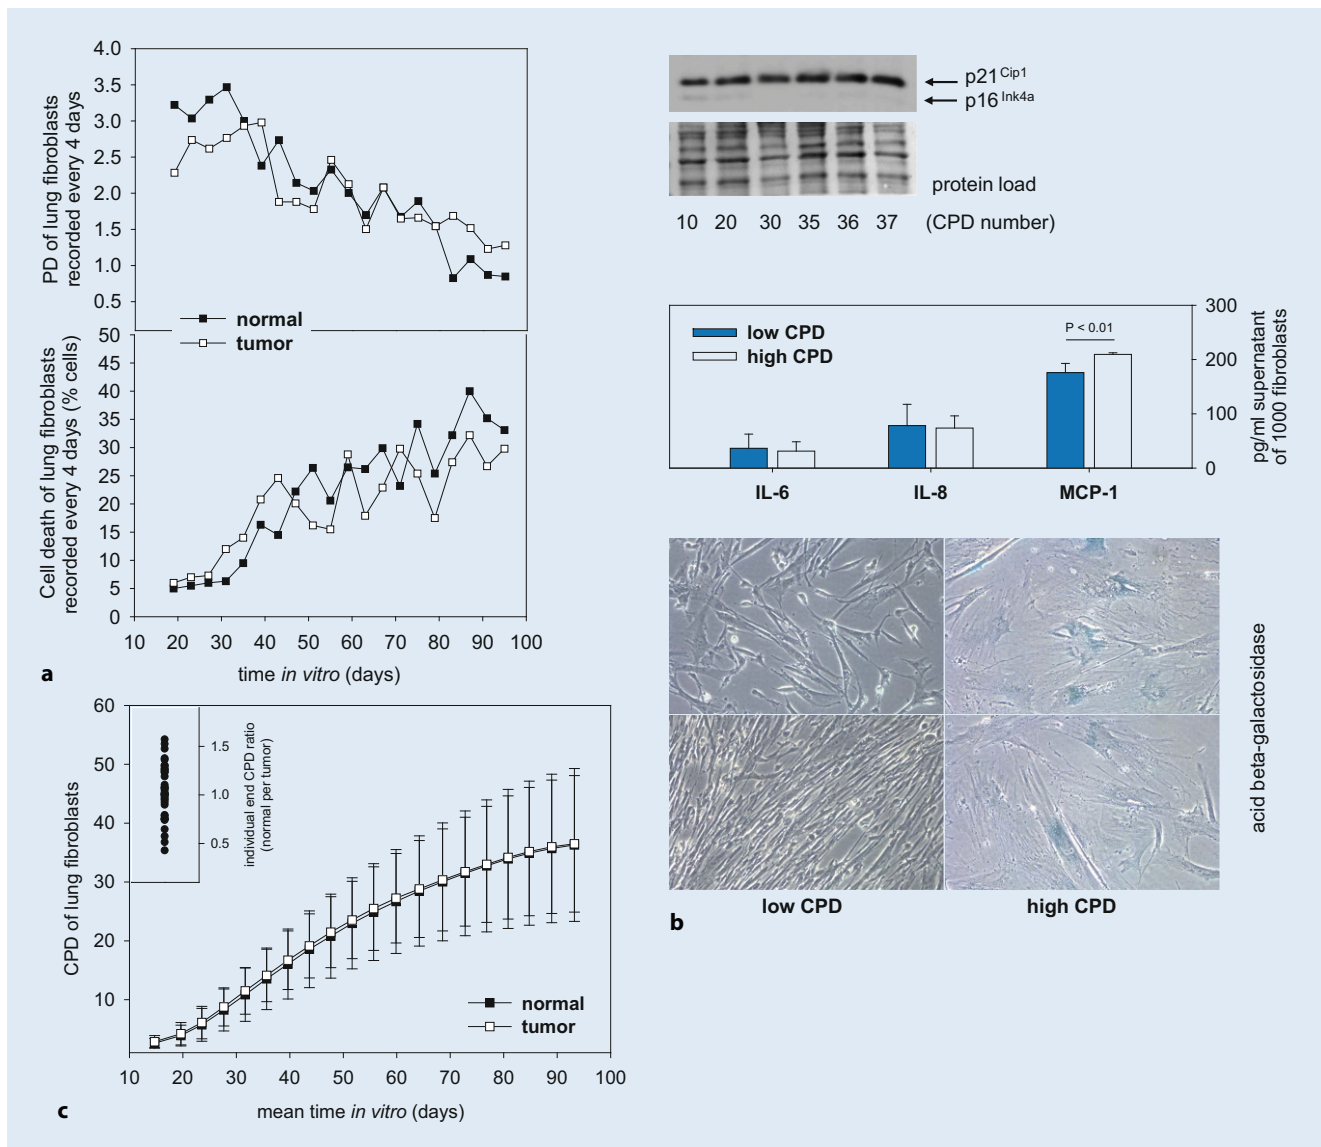 4.0
3.5
3.0
2.5
2.0
1.5
1.0
0.5
PD of lung fibroblasts
recorded every 4 days
normal
tumor
50
45
40
35
30
25
20
15
10
5
0
Cell death of lung fibroblasts
recorded every 4 days (% cells)
10 20 30 40 50 60 70 80 90 100
time in vitro (days)
a
p21Cip1
p16Ink4a
protein load
10 20 30 35 36 37 (CPD number)
low CPD
high CPD
P < 0.01
300
200
100
0
pg/ml supernatant
of 1000 fibroblasts
IL-6 IL-8 MCP-1
acid beta-galactosidase
low CPD high CPD
b
60
50
40
30
20
10
CPD of lung fibroblasts
1.5
1.0
0.5
individual end CPD ratio
(normal per tumor)
normal
tumor
10 20 30 40 50 60 70 80 90 100
mean time in vitro (days)
c